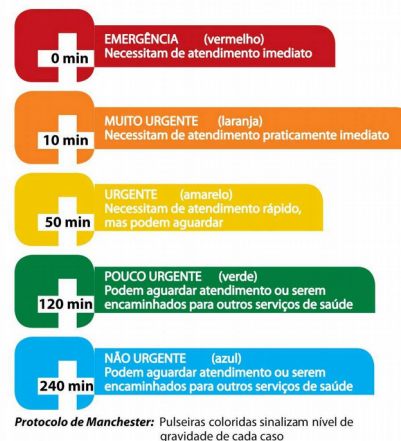 EMERGÊNCIA (vermelho)
Necessitam de atendimento imediato
0 min
MUITO URGENTE (laranja)
Necessitam de atendimento praticamente imediato
10 min
URGENTE (amarelo)
Necessitam de atendimento rápido,
mas podem aguardar
50 min
POUCO URGENTE (verde)
Podem aguardar atendimento ou serem
encaminhados para outros serviços de saúde
120 min
NÃO URGENTE (azul)
Podem aguardar atendimento ou serem
encaminhados para outros serviços de saúde
240 min
Protocolo de Manchester: Pulseiras coloridas sinalizam nível de
gravidade de cada caso